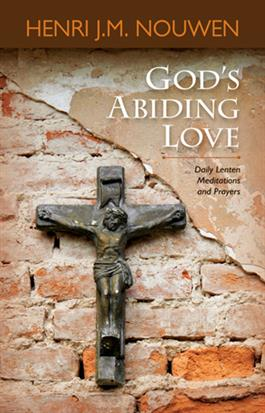 HENRI J.M. NOUWEN
GOD'S
ABIDING
LOVE
Daily Lenten
Meditations
and Prayers